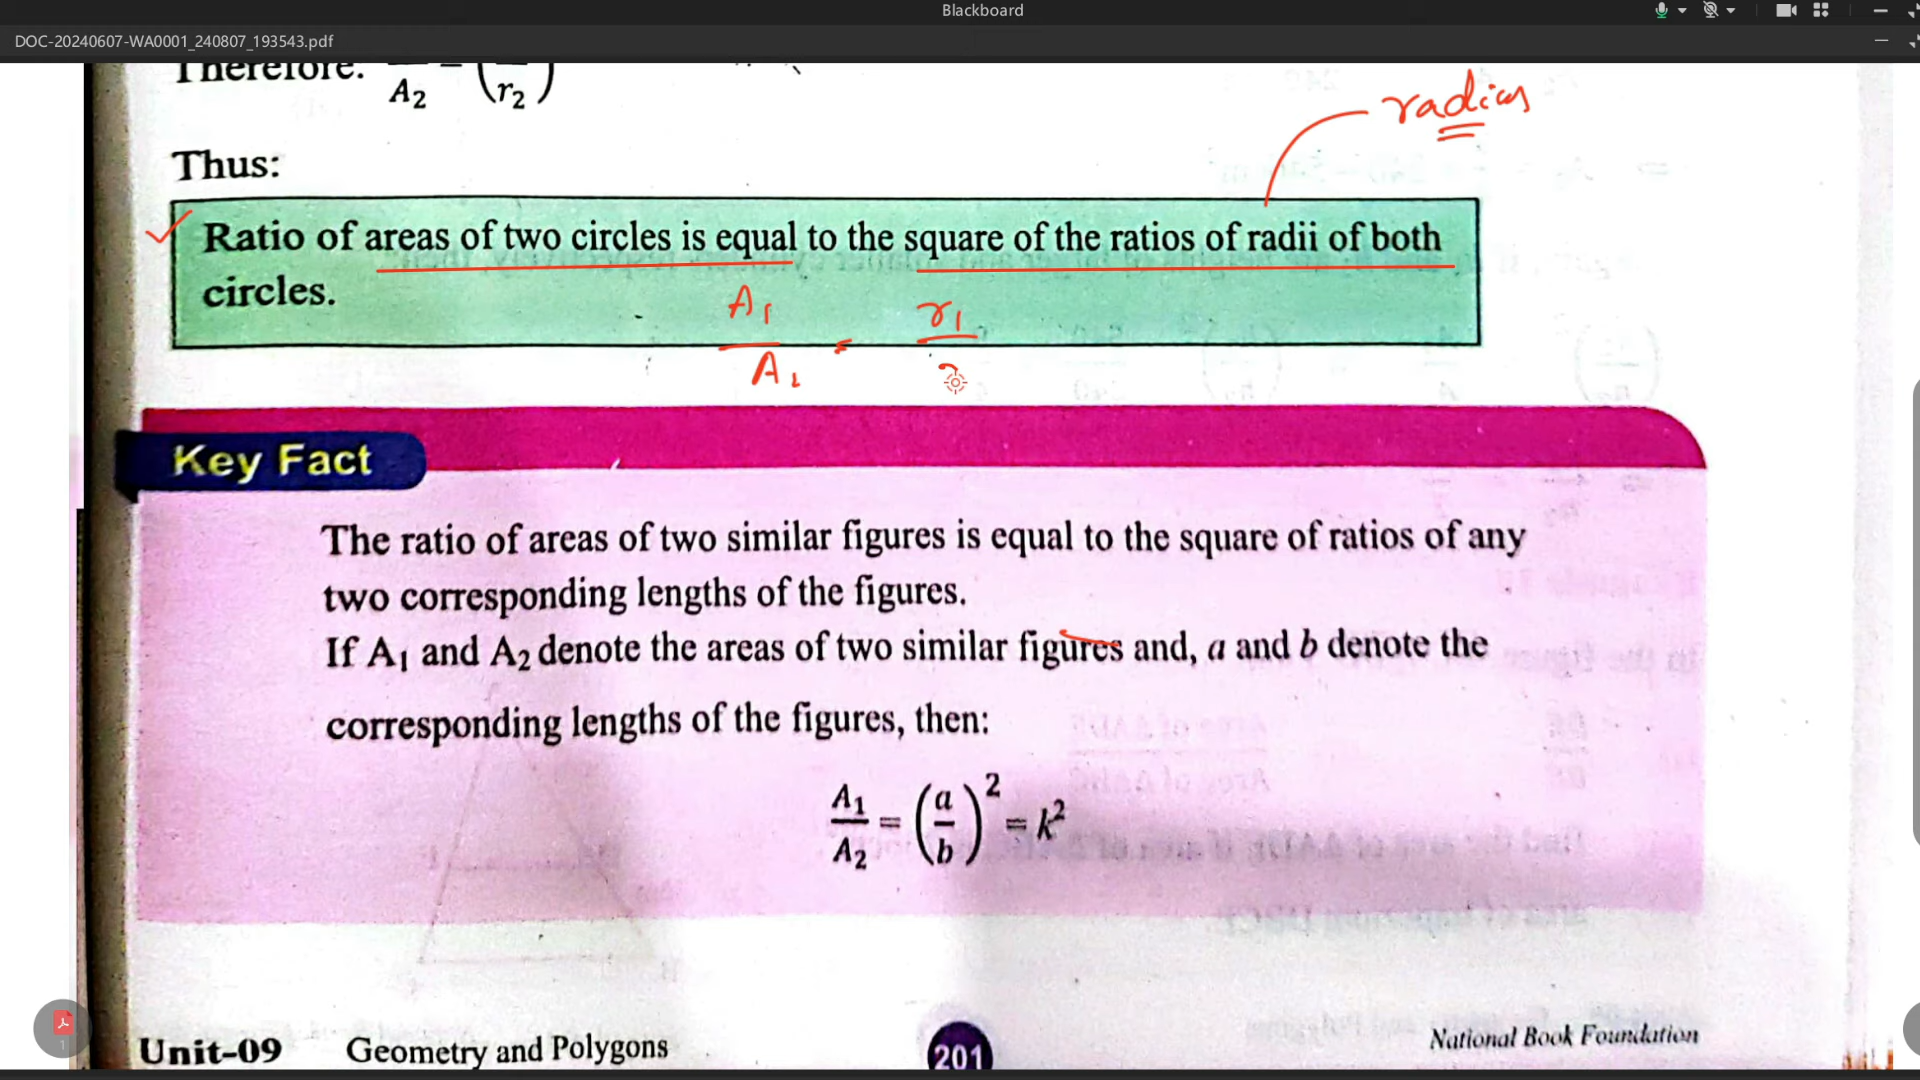 Blackboard
DOC-20240607-WA0001_240807_193543.pdf
Therefore:
A2 = ( r2 )
radius
Thus:
Ratio of areas of two circles is equal to the square of the ratios of radii of both
circles.
A1 r1
A2 =
Key Fact
The ratio of areas of two similar figures is equal to the square of ratios of any
two corresponding lengths of the figures.
If A1 and A2 denote the areas of two similar figures and, a and b denote the
corresponding lengths of the figures, then:
A1/A2 = (a/b)² = k²
Unit-09 Geometry and Polygons 201 National Book Foundation